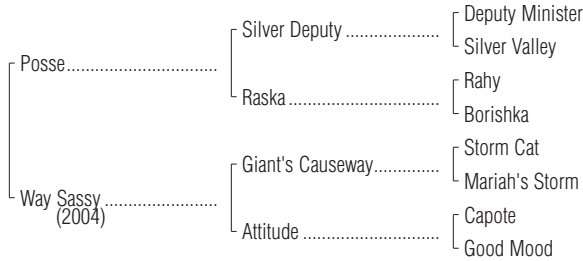 Deputy Minister
Silver Deputy ....................
Silver Valley
Posse................................
Rahy
Raska................................
Borishka
Storm Cat
Giant's Causeway..............
Mariah's Storm
Way Sassy ........................
(2004)
Capote
Attitude .............................
Good Mood